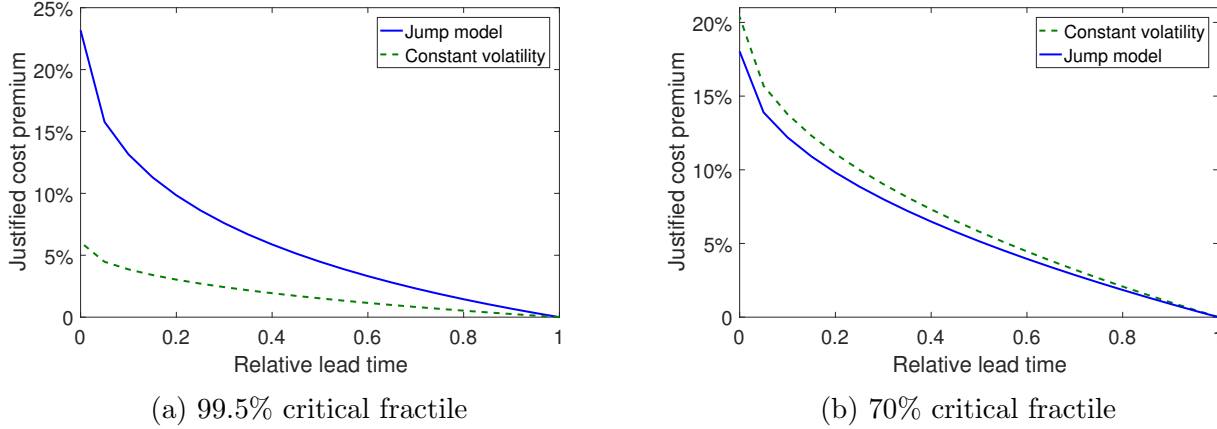 25%
20%
15%
10%
5%
0
Justified cost premium
Jump model
Constant volatility
0 0.2 0.4 0.6 0.8 1
Relative lead time
(a) 99.5% critical fractile
20%
15%
10%
5%
0
Justified cost premium
Constant volatility
Jump model
0 0.2 0.4 0.6 0.8 1
Relative lead time
(b) 70% critical fractile